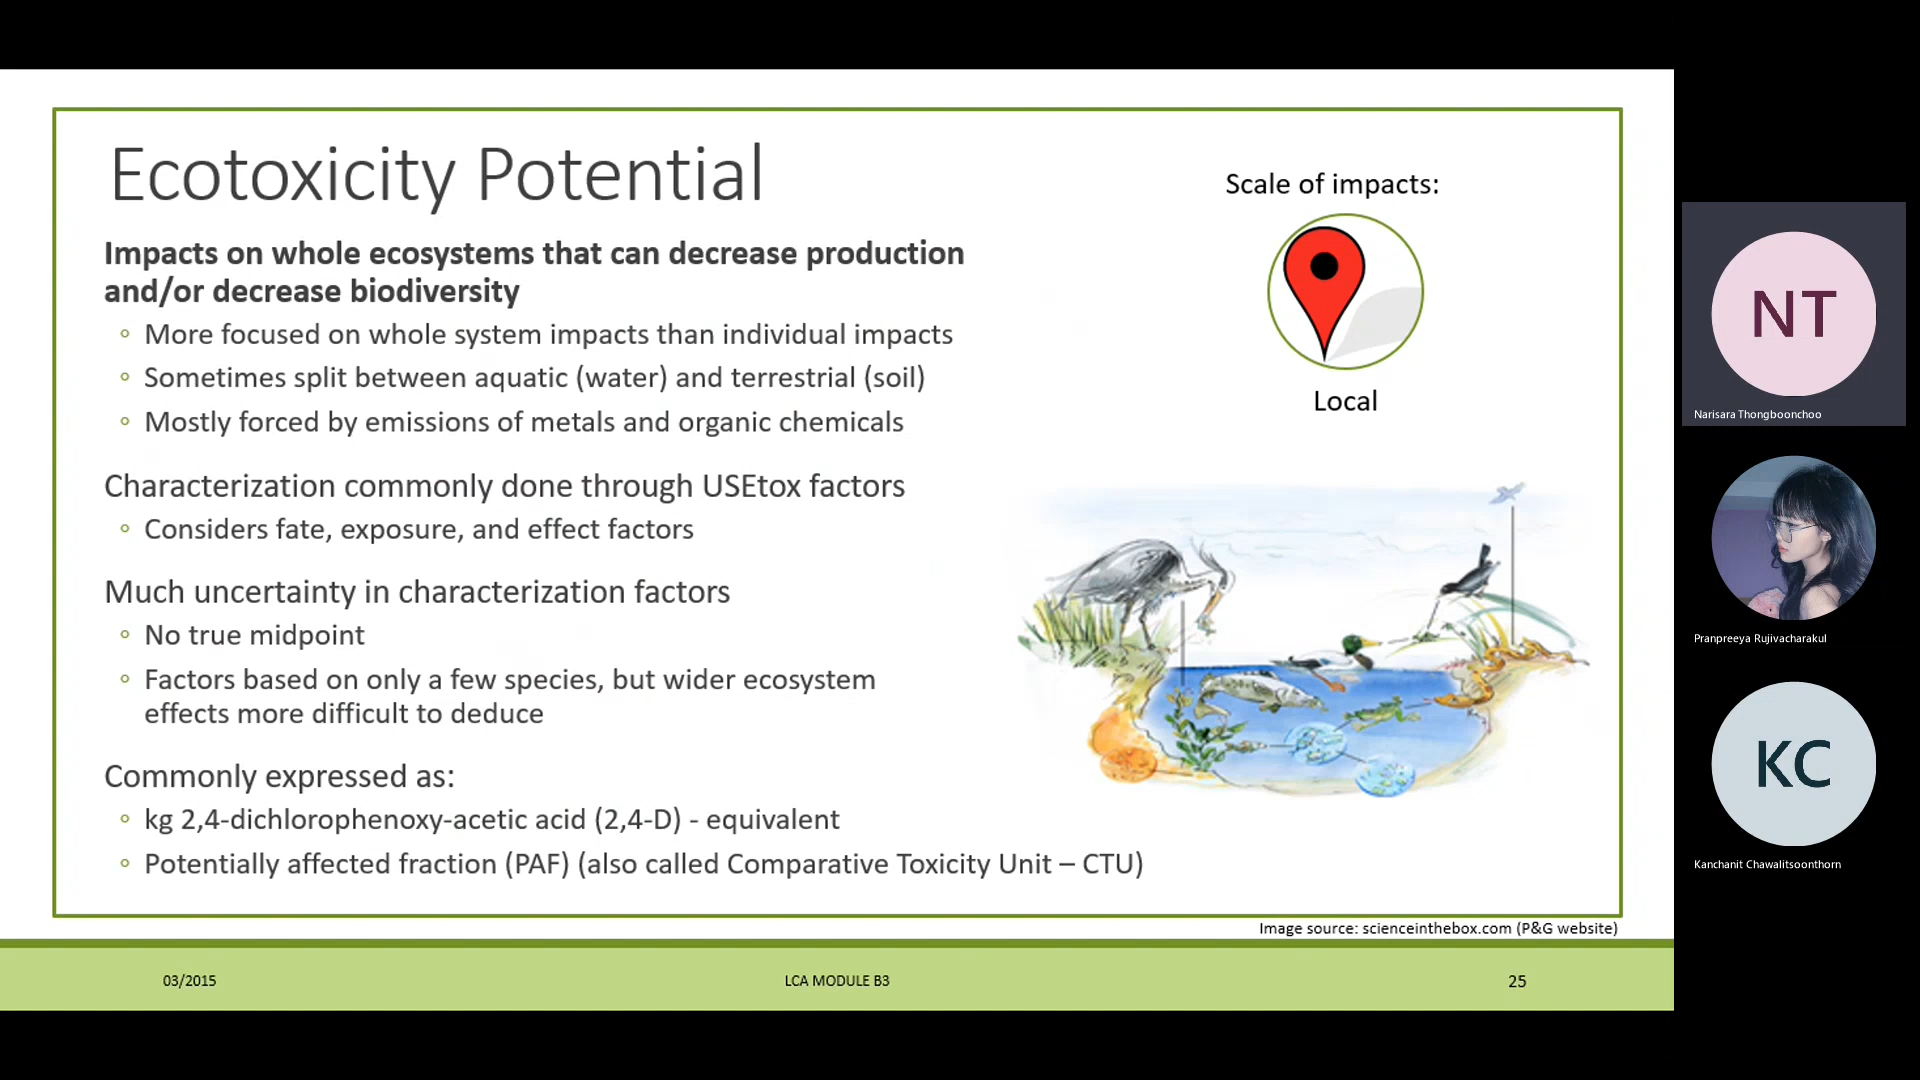 Ecotoxicity Potential
Impacts on whole ecosystems that can decrease production
and/or decrease biodiversity
◦ More focused on whole system impacts than individual impacts
◦ Sometimes split between aquatic (water) and terrestrial (soil)
◦ Mostly forced by emissions of metals and organic chemicals
Characterization commonly done through USEtox factors
◦ Considers fate, exposure, and effect factors
Much uncertainty in characterization factors
◦ No true midpoint
◦ Factors based on only a few species, but wider ecosystem
effects more difficult to deduce
Commonly expressed as:
◦ kg 2,4-dichlorophenoxy-acetic acid (2,4-D) - equivalent
◦ Potentially affected fraction (PAF) (also called Comparative Toxicity Unit – CTU)
Scale of impacts:
Local
Image source: scienceinthebox.com (P&G website)
03/2015
LCA MODULE B3
25
NT
Narisara Thongboonchoo
Pranpreeya Rujivacharakul
KC
Kanchanit Chawalitsoonthorn